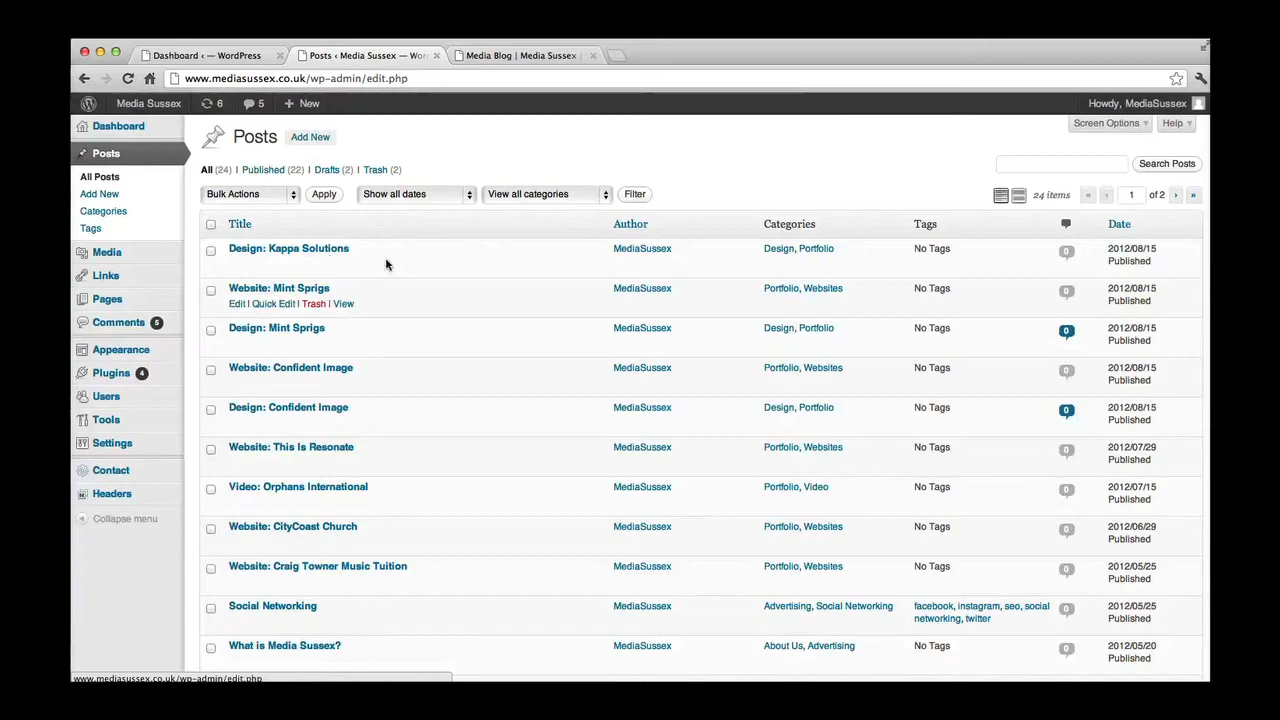 Dashboard ‹ — WordPress
Posts ‹ Media Sussex — Wor
Media Blog | Media Sussex
www.mediasussex.co.uk/wp-admin/edit.php
Media Sussex 6 5 + New Howdy, MediaSussex
Dashboard
Posts
All Posts
Add New
Categories
Tags
Media
Links
Pages
Comments 5
Appearance
Plugins 4
Users
Tools
Settings
Contact
Headers
Collapse menu
Screen Options Help
Posts Add New
All (24) | Published (22) | Drafts (2) | Trash (2)
Search Posts
Bulk Actions Apply Show all dates View all categories Filter 24 items « ‹ 1 of 2 › »
Title Author Categories Tags Date
Design: Kappa Solutions MediaSussex Design, Portfolio No Tags 0 2012/08/15
Published
Website: Mint Sprigs MediaSussex Portfolio, Websites No Tags 0 2012/08/15
Edit | Quick Edit | Trash | View Published
Design: Mint Sprigs MediaSussex Design, Portfolio No Tags 0 2012/08/15
Published
Website: Confident Image MediaSussex Portfolio, Websites No Tags 0 2012/08/15
Published
Design: Confident Image MediaSussex Design, Portfolio No Tags 0 2012/08/15
Published
Website: This Is Resonate MediaSussex Portfolio, Websites No Tags 0 2012/07/29
Published
Video: Orphans International MediaSussex Portfolio, Video No Tags 0 2012/07/15
Published
Website: CityCoast Church MediaSussex Portfolio, Websites No Tags 0 2012/06/29
Published
Website: Craig Towner Music Tuition MediaSussex Portfolio, Websites No Tags 0 2012/05/25
Published
Social Networking MediaSussex Advertising, Social Networking facebook, instagram, seo, social 0 2012/05/25
networking, twitter Published
What is Media Sussex? MediaSussex About Us, Advertising No Tags 0 2012/05/20
Published
www.mediasussex.co.uk/wp-admin/edit.php